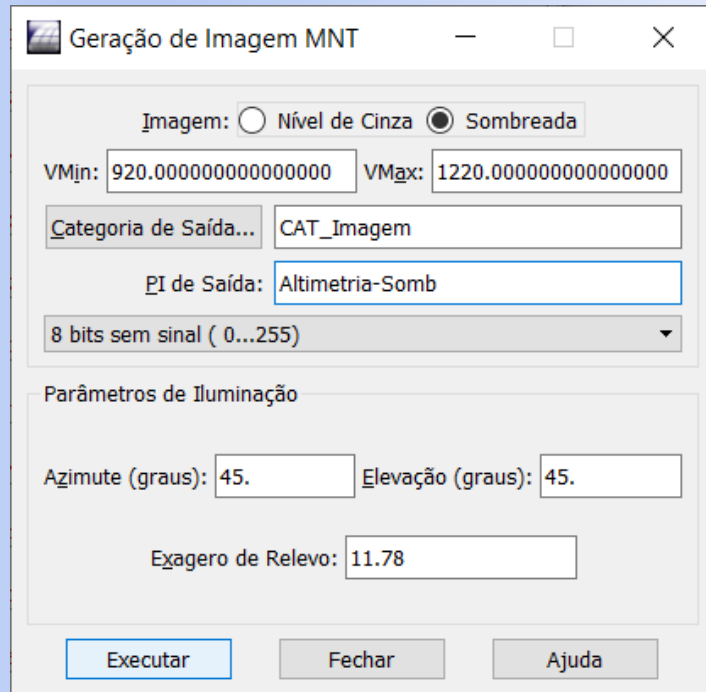 Geração de Imagem MNT
Imagem: Nível de Cinza Sombreada
VMin: 920.000000000000000 VMax: 1220.000000000000000
Categoria de Saída... CAT_Imagem
PI de Saída: Altimetria-Somb
8 bits sem sinal ( 0...255)
Parâmetros de Iluminação
Azimute (graus): 45. Elevação (graus): 45.
Exagero de Relevo: 11.78
Executar Fechar Ajuda